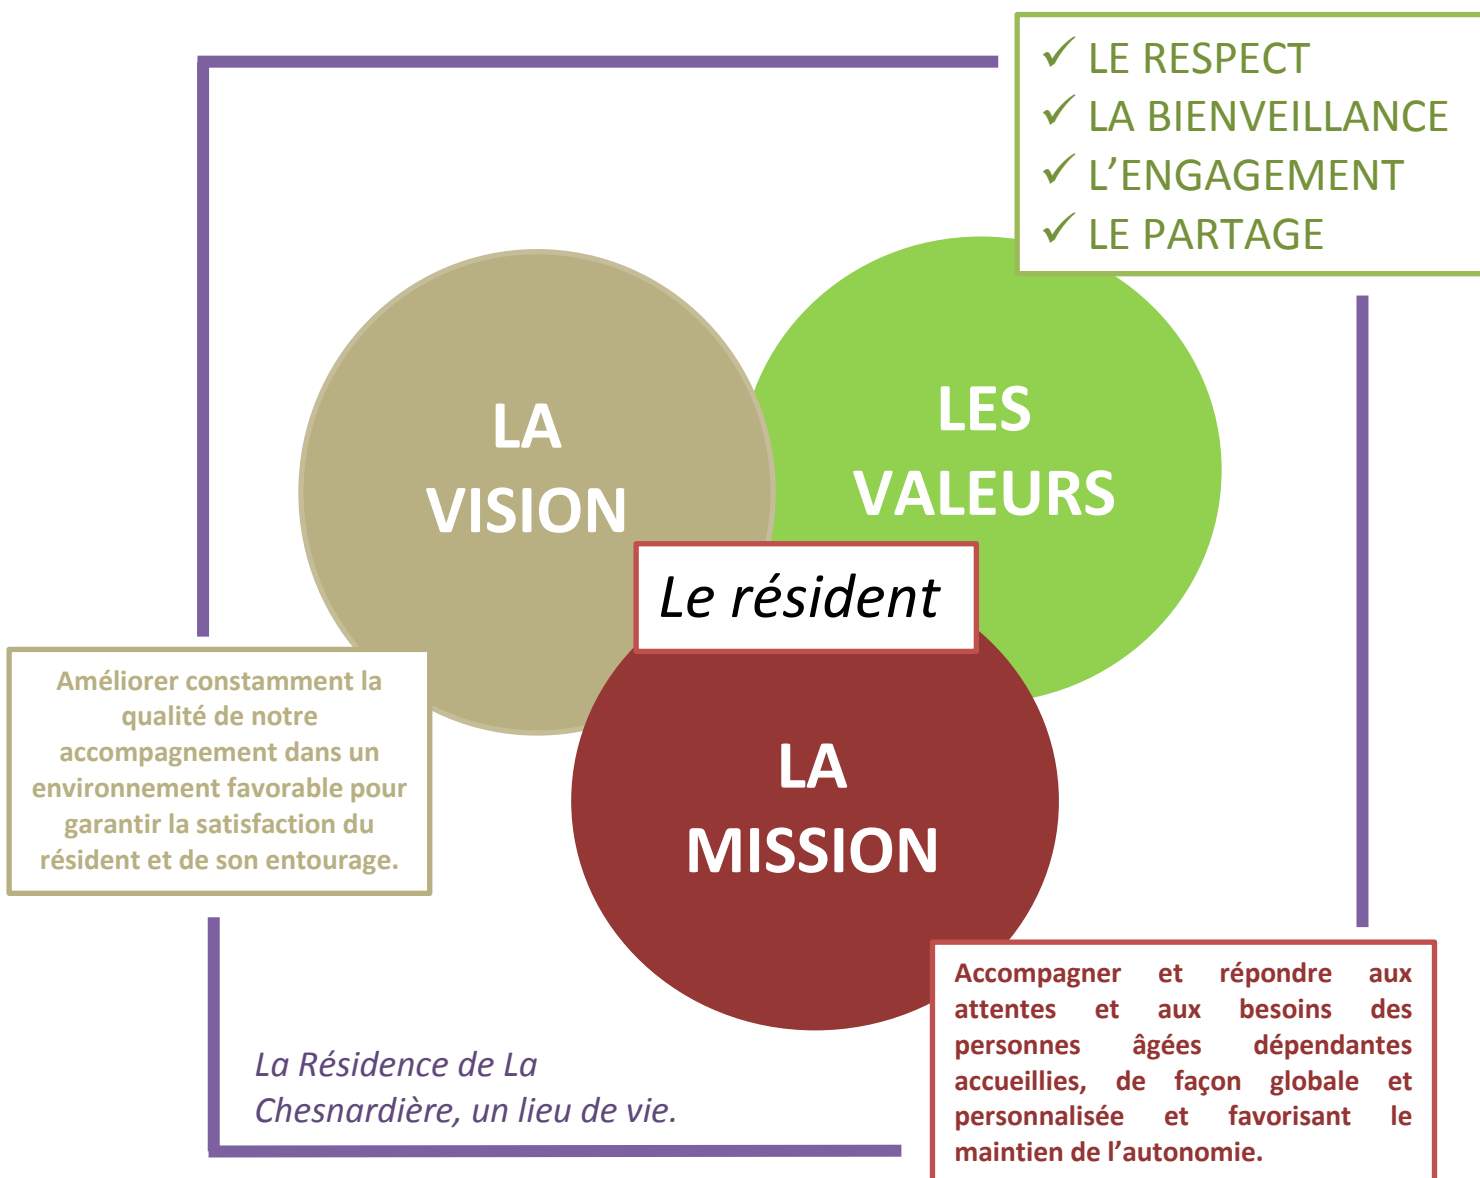 ✓ LE RESPECT
✓ LA BIENVEILLANCE
✓ L’ENGAGEMENT
✓ LE PARTAGE
LA
VISION
LES
VALEURS
Le résident
Améliorer constamment la
qualité de notre
accompagnement dans un
environnement favorable pour
garantir la satisfaction du
résident et de son entourage.
LA
MISSION
Accompagner et répondre aux
attentes et aux besoins des
personnes âgées dépendantes
accueillies, de façon globale et
personnalisée et favorisant le
maintien de l’autonomie.
La Résidence de La
Chesnardière, un lieu de vie.